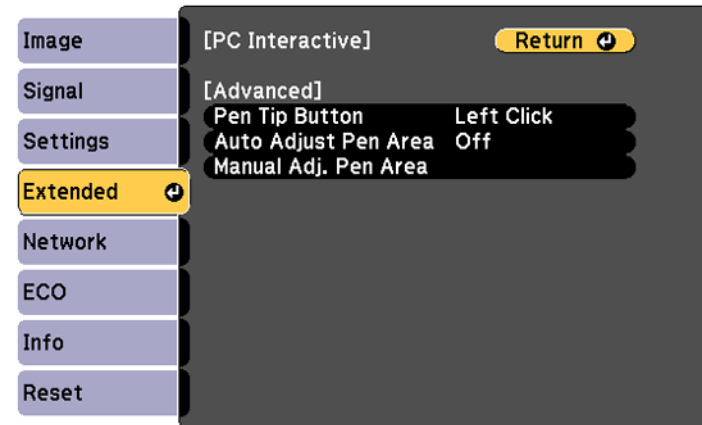 Image
Signal
Settings
Extended
Network
ECO
Info
Reset
[PC Interactive] Return
[Advanced]
Pen Tip Button Left Click
Auto Adjust Pen Area Off
Manual Adj. Pen Area